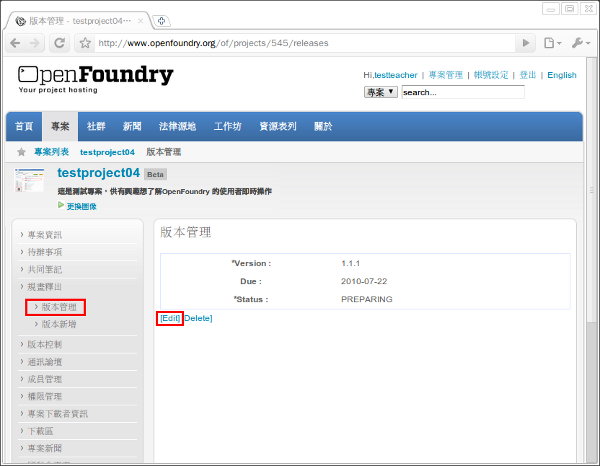 版本管理 - testproject04…
http://www.openfoundry.org/of/projects/545/releases
OpenFoundry
Your project hosting
Hi,testteacher | 專案管理 | 帳號設定 | 登出 | English
專案 search...
首頁 專案 社群 新聞 法律源地 工作坊 資源表列 關於
專案列表 testproject04 版本管理
testproject04 Beta
這是測試專案，供有興趣想了解OpenFoundry 的使用者即時操作
更換圖像
專案資訊
待辦事項
共同筆記
規畫釋出
版本管理
版本新增
版本控制
通訊論壇
成員管理
權限管理
專案下載者資訊
下載區
專案新聞
版本管理
*Version : 1.1.1
Due : 2010-07-22
*Status : PREPARING
[Edit] Delete]